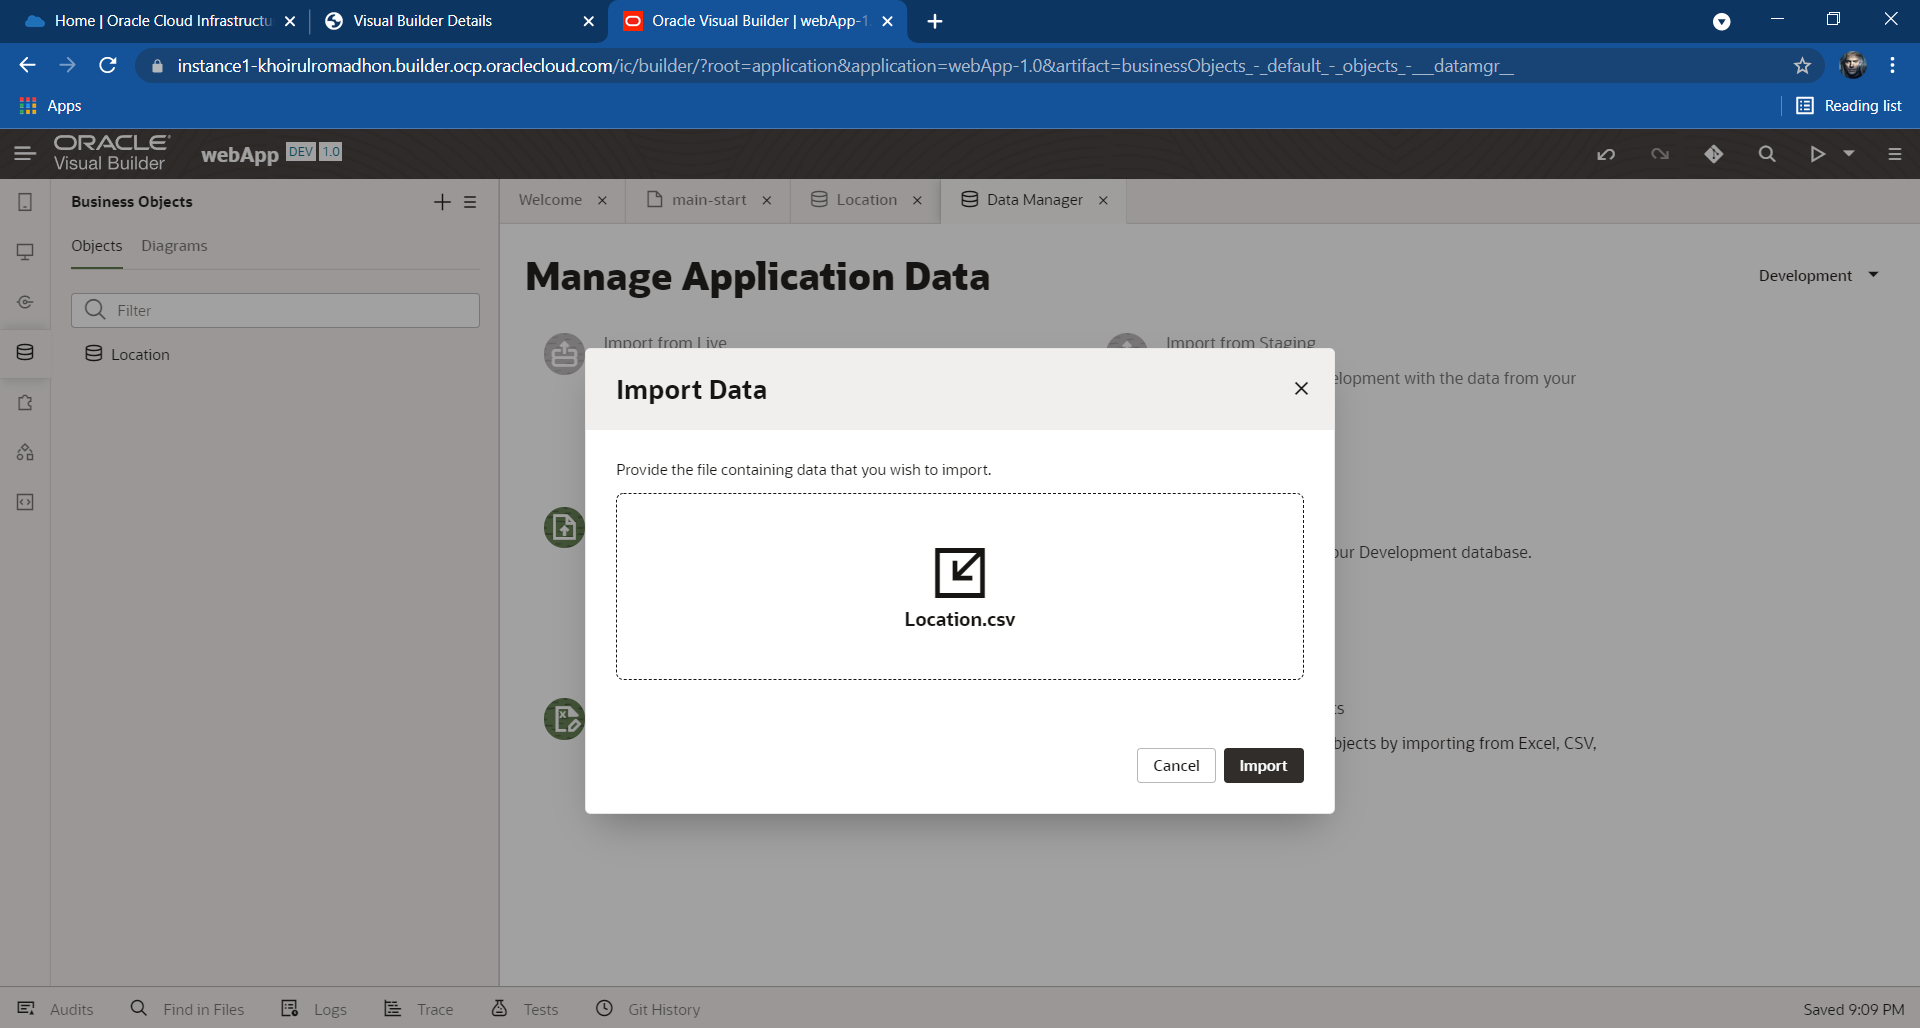 Home | Oracle Cloud Infrastructu
Visual Builder Details
Oracle Visual Builder | webApp-1.
instance1-khoirulromadhon.builder.ocp.oraclecloud.com/ic/builder/?root=application&application=webApp-1.0&artifact=businessObjects_-_default_-_objects_-___datamgr__
Apps
Reading list
ORACLE
Visual Builder
webApp DEV 1.0
Business Objects
Welcome
main-start
Location
Data Manager
Objects
Diagrams
Filter
Location
Manage Application Data
Development
Import from Live
Import from Staging
elopment with the data from your
Import Data
Provide the file containing data that you wish to import.
Location.csv
our Development database.
ts
bjects by importing from Excel, CSV,
Cancel
Import
Audits
Find in Files
Logs
Trace
Tests
Git History
Saved 9:09 PM